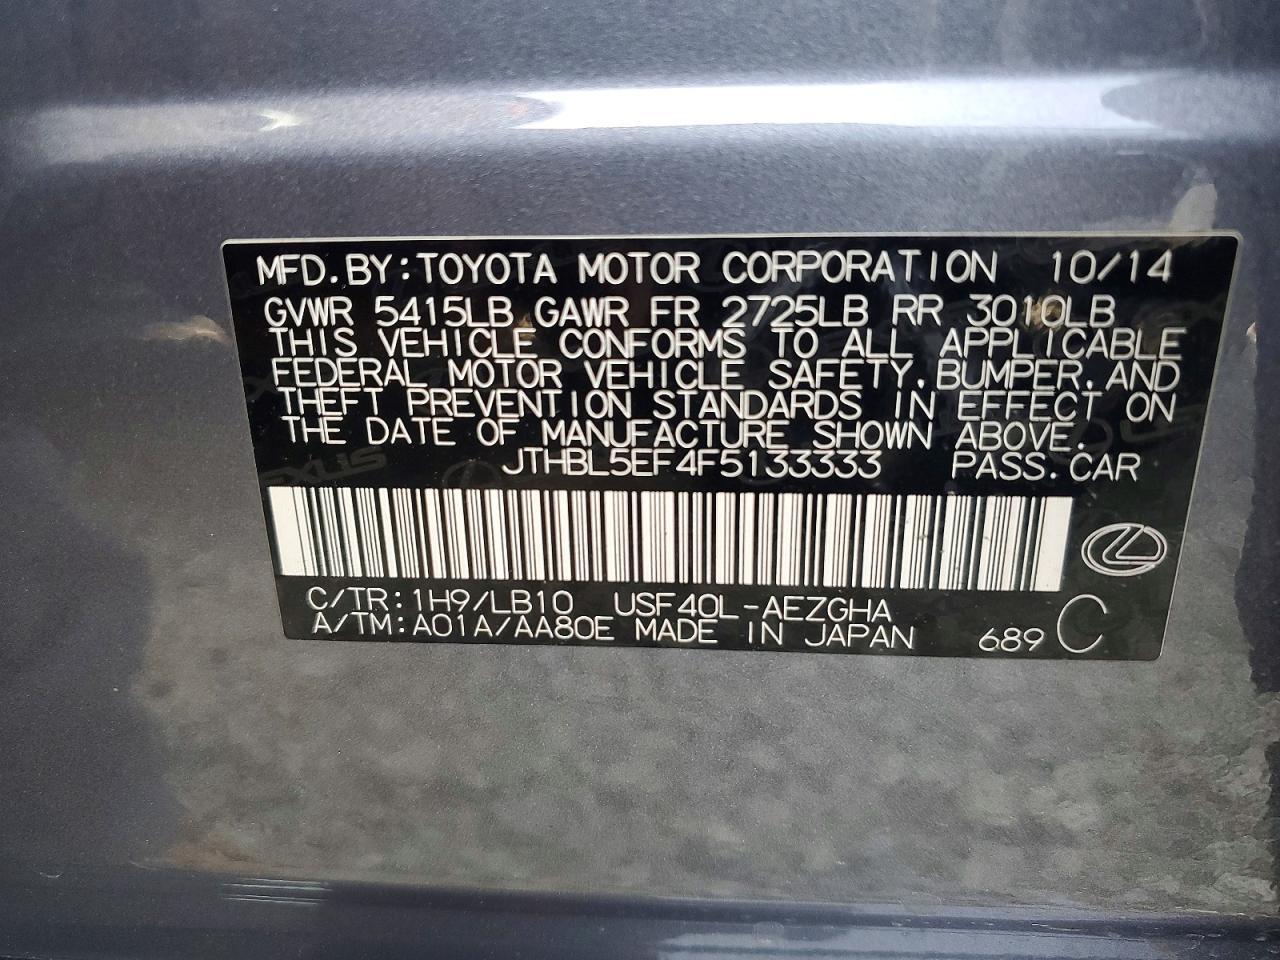 MFD.BY:TOYOTA MOTOR CORPORATION 10/14
GVWR 5415LB GAWR FR 2725LB RR 3010LB
THIS VEHICLE CONFORMS TO ALL APPLICABLE
FEDERAL MOTOR VEHICLE SAFETY,BUMPER,AND
THEFT PREVENTION STANDARDS IN EFFECT ON
THE DATE OF MANUFACTURE SHOWN ABOVE.
JTHBL5EF4F5133333 PASS.CAR
C/TR:1H9/LB10 USF40L-AEZGHA
A/TM:A01A/AA80E MADE IN JAPAN 689 C